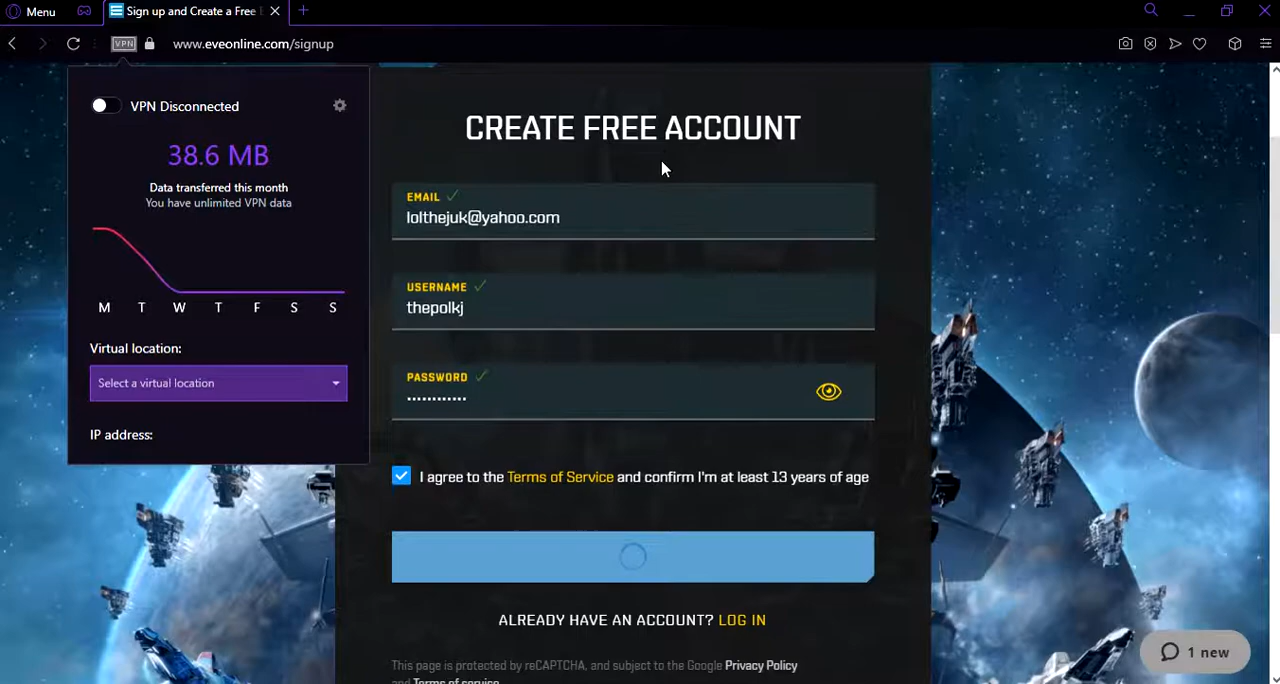 Menu
Sign up and Create a Free
VPN
www.eveonline.com/signup
VPN Disconnected
38.6 MB
Data transferred this month
You have unlimited VPN data
M T W T F S S
Virtual location:
Select a virtual location
IP address:
CREATE FREE ACCOUNT
EMAIL
lolthejuk@yahoo.com
USERNAME
thepolkj
PASSWORD
••••••••••••
I agree to the Terms of Service and confirm I'm at least 13 years of age
ALREADY HAVE AN ACCOUNT? LOG IN
This page is protected by reCAPTCHA, and subject to the Google Privacy Policy
and Terms of service
1 new